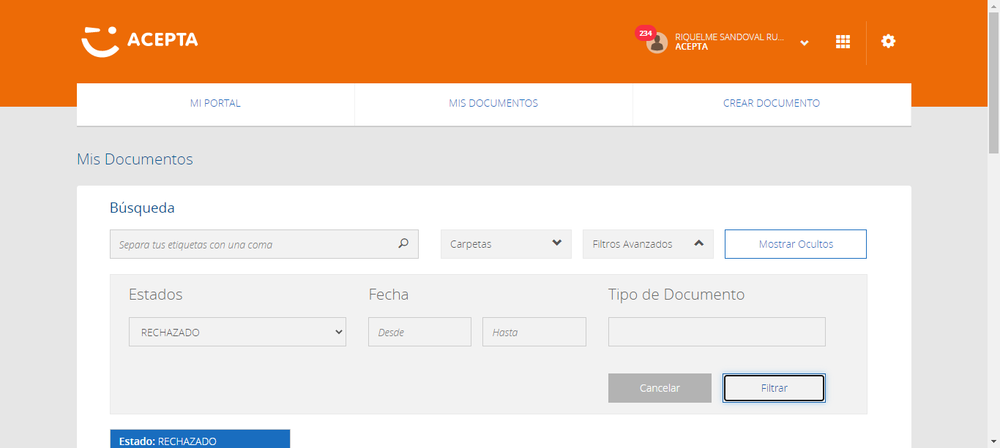 ACEPTA
234
RIQUELME SANDOVAL RU...
ACEPTA
MI PORTAL
MIS DOCUMENTOS
CREAR DOCUMENTO
Mis Documentos
Búsqueda
Separa tus etiquetas con una coma
Carpetas
Filtros Avanzados
Mostrar Ocultos
Estados
Fecha
Tipo de Documento
RECHAZADO
Desde
Hasta
Cancelar
Filtrar
Estado: RECHAZADO